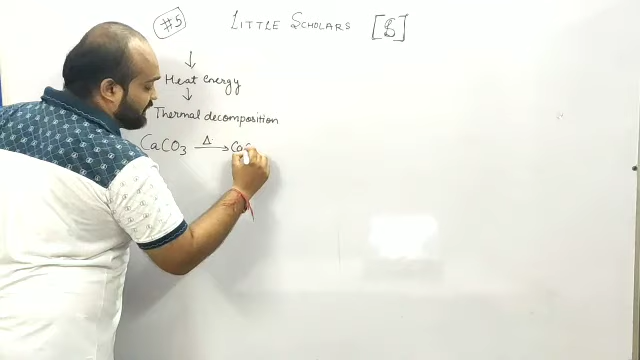 #5
LITTLE SCHOLARS
↓
Heat energy
↓
Thermal decomposition
CaCO3 —Δ→ Ca